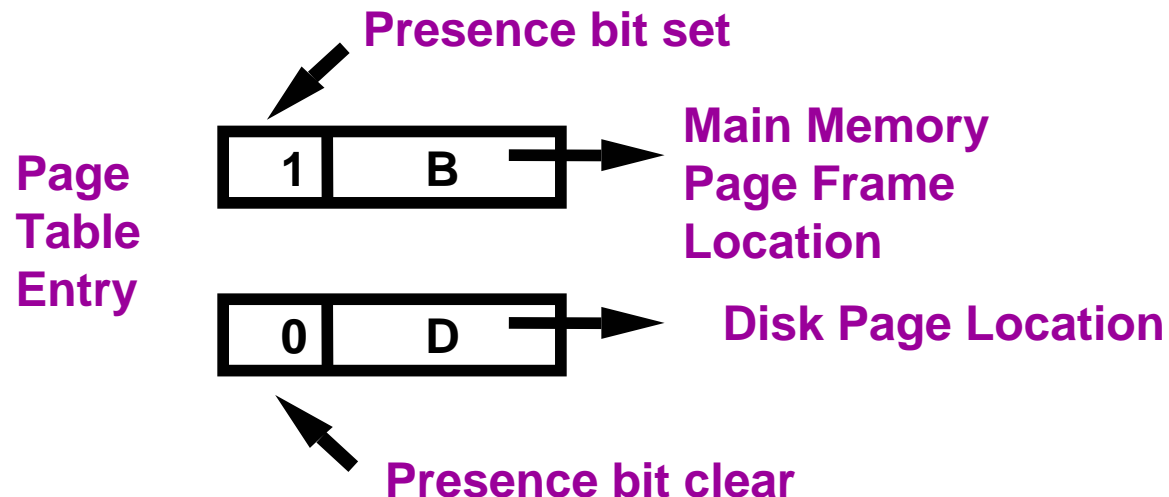 Presence bit set
Page
Table
Entry
1 B
Main Memory
Page Frame
Location
0 D
Disk Page Location
Presence bit clear